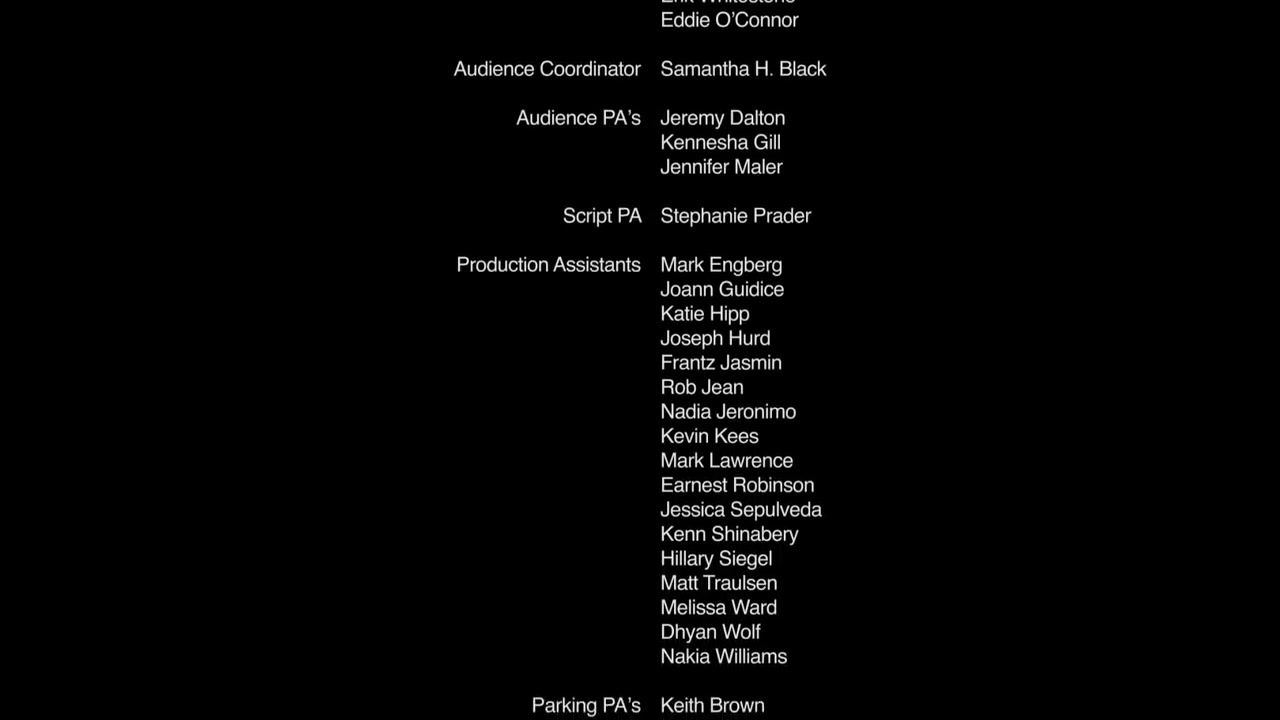 Eddie O’Connor
Audience Coordinator Samantha H. Black
Audience PA’s Jeremy Dalton
Kennesha Gill
Jennifer Maler
Script PA Stephanie Prader
Production Assistants Mark Engberg
Joann Guidice
Katie Hipp
Joseph Hurd
Frantz Jasmin
Rob Jean
Nadia Jeronimo
Kevin Kees
Mark Lawrence
Earnest Robinson
Jessica Sepulveda
Kenn Shinabery
Hillary Siegel
Matt Traulsen
Melissa Ward
Dhyan Wolf
Nakia Williams
Parking PA’s Keith Brown